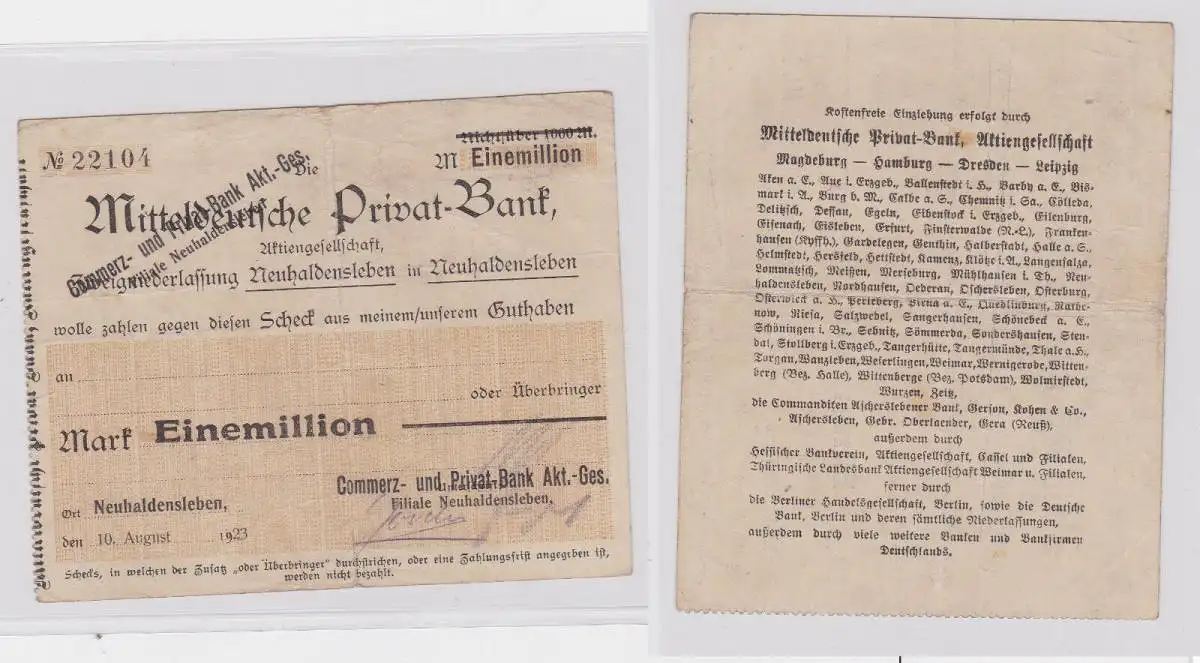 Nicht über 1000 M.
№ 22104
M Einemillion
Die
Commerz- und Privat-Bank Akt.-Ges.
Filiale Neuhaldensleben
Mitteldeutsche Privat-Bank,
Aktiengesellschaft,
Zweigniederlassung Neuhaldensleben in Neuhaldensleben
wolle zahlen gegen diesen Scheck aus meinem/unserem Guthaben
an
oder Überbringer
Mark Einemillion
Commerz- und Privat-Bank Akt.-Ges.
Filiale Neuhaldensleben,
Ort Neuhaldensleben,
den 10. August 1923
Schecks, in welchen der Zusatz „oder Überbringer" durchstrichen, oder eine Zahlungsfrist angegeben ist,
werden nicht bezahlt.
Kostenfreie Einziehung erfolgt durch
Mitteldeutsche Privat-Bank, Aktiengesellschaft
Magdeburg — Hamburg — Dresden — Leipzig
Aken a. E., Aue i. Erzgeb., Ballenstedt i. H., Barby a. E., Bis-
mark i. A., Burg b. M., Calbe a. S., Chemnitz i. Sa., Cölleda,
Delitzsch, Dessau, Egeln, Eibenstock i. Erzgeb., Eilenburg,
Eisenach, Eisleben, Erfurt, Finsterwalde (N.-L.), Franken-
hausen (Kyffh.), Gardelegen, Genthin, Halberstadt, Halle a. S.,
Helmstedt, Hersfeld, Hettstedt, Kamenz, Klötze i. A., Langensalza,
Lommatzsch, Meißen, Merseburg, Mühlhausen i. Th., Neu-
haldensleben, Nordhausen, Oederan, Oschersleben, Osterburg,
Osterwieck a. H., Perleberg, Pirna a. E., Quedlinburg, Rathe-
now, Riesa, Salzwedel, Sangerhausen, Schönebeck a. E.,
Schöningen i. Br., Sebnitz, Sömmerda, Sondershausen, Sten-
dal, Stollberg i. Erzgeb., Tangerhütte, Tangermünde, Thale a. H.,
Torgau, Wanzleben, Weferlingen, Weimar, Wernigerode, Witten-
berg (Bez. Halle), Wittenberge (Bez. Potsdam), Wolmirstedt,
Wurzen, Zeitz,
die Commanditen Aschersleben­er Bank, Gerson, Kohen & Co.,
Aschersleben, Gebr. Oberlaender, Gera (Reuß),
außerdem durch
Hessischer Bankverein, Aktiengesellschaft, Cassel und Filialen,
Thüringische Landesbank Aktiengesellschaft Weimar u. Filialen,
ferner durch
die Berliner Handelsgesellschaft, Berlin, sowie die Deutsche
Bank, Berlin und deren sämtliche Niederlassungen,
außerdem durch viele weitere Banken und Bankfirmen
Deutschlands.